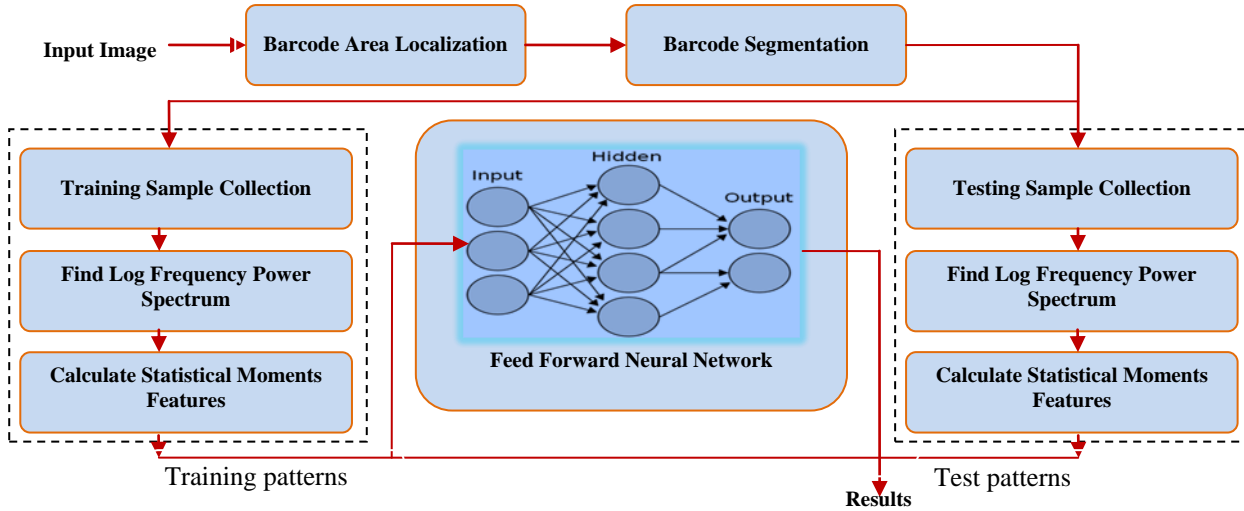 Input Image
Barcode Area Localization
Barcode Segmentation
Training Sample Collection
Find Log Frequency Power
Spectrum
Calculate Statistical Moments
Features
Training patterns
Input
Hidden
Output
Feed Forward Neural Network
Results
Testing Sample Collection
Find Log Frequency Power
Spectrum
Calculate Statistical Moments
Features
Test patterns